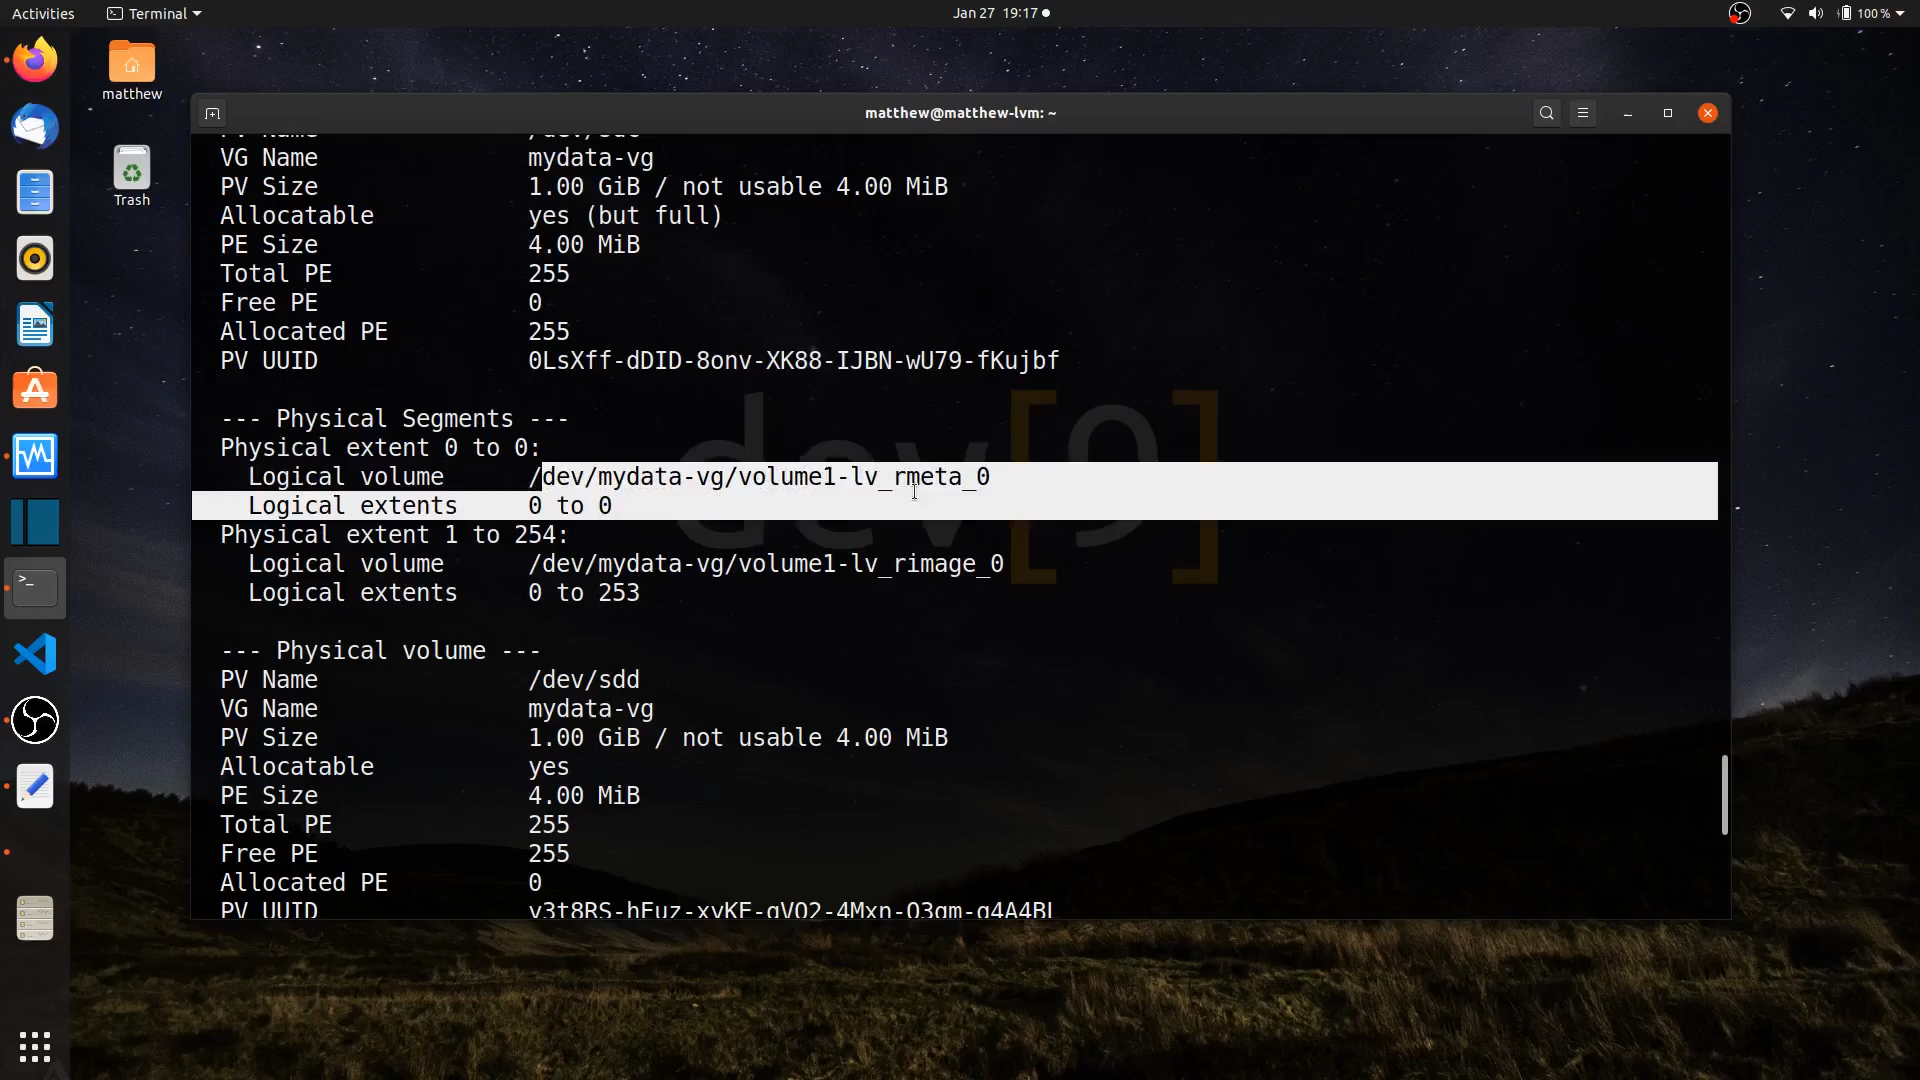 Activities
Terminal
Jan 27 19:17
100 %
matthew
Trash
matthew@matthew-lvm: ~
VG Name mydata-vg
PV Size 1.00 GiB / not usable 4.00 MiB
Allocatable yes (but full)
PE Size 4.00 MiB
Total PE 255
Free PE 0
Allocated PE 255
PV UUID 0LsXff-dDID-8onv-XK88-IJBN-wU79-fKujbf
--- Physical Segments ---
Physical extent 0 to 0:
Logical volume /dev/mydata-vg/volume1-lv_rmeta_0
Logical extents 0 to 0
Physical extent 1 to 254:
Logical volume /dev/mydata-vg/volume1-lv_rimage_0
Logical extents 0 to 253
--- Physical volume ---
PV Name /dev/sdd
VG Name mydata-vg
PV Size 1.00 GiB / not usable 4.00 MiB
Allocatable yes
PE Size 4.00 MiB
Total PE 255
Free PE 255
Allocated PE 0
PV UUID
dev[9]